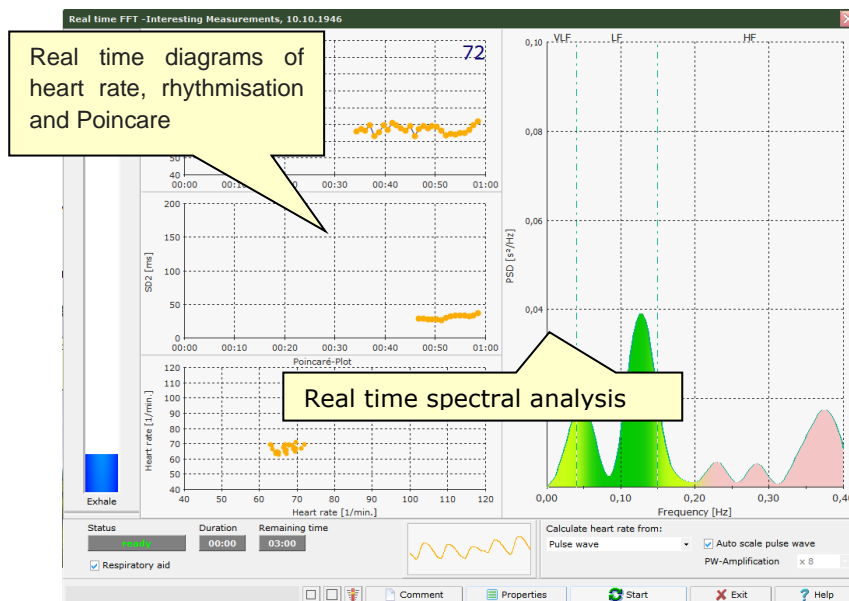 Real time FFT -Interesting Measurements, 10.10.1946
Real time diagrams of
heart rate, rhythmisation
and Poincare
72
50
40
00:00 00:10 00:20 00:30 00:40 00:50 01:00
200
150
100
50
0
SD2 [ms]
00:00 00:10 00:20 00:30 00:40 00:50 01:00
Poincaré-Plot
120
110
100
90
80
70
60
50
40
Heart rate [1/min.]
40 50 60 70 80 90 100 110 120
Heart rate [1/min.]
Exhale
VLF LF HF
0,10
0,08
0,06
0,04
PSD [s²/Hz]
Real time spectral analysis
0,00 0,10 0,20 0,30 0,40
Frequency [Hz]
Status Duration Remaining time
ready 00:00 03:00
Respiratory aid
Calculate heart rate from:
Pulse wave
Auto scale pulse wave
PW-Amplification x 8
Comment Properties Start Exit Help